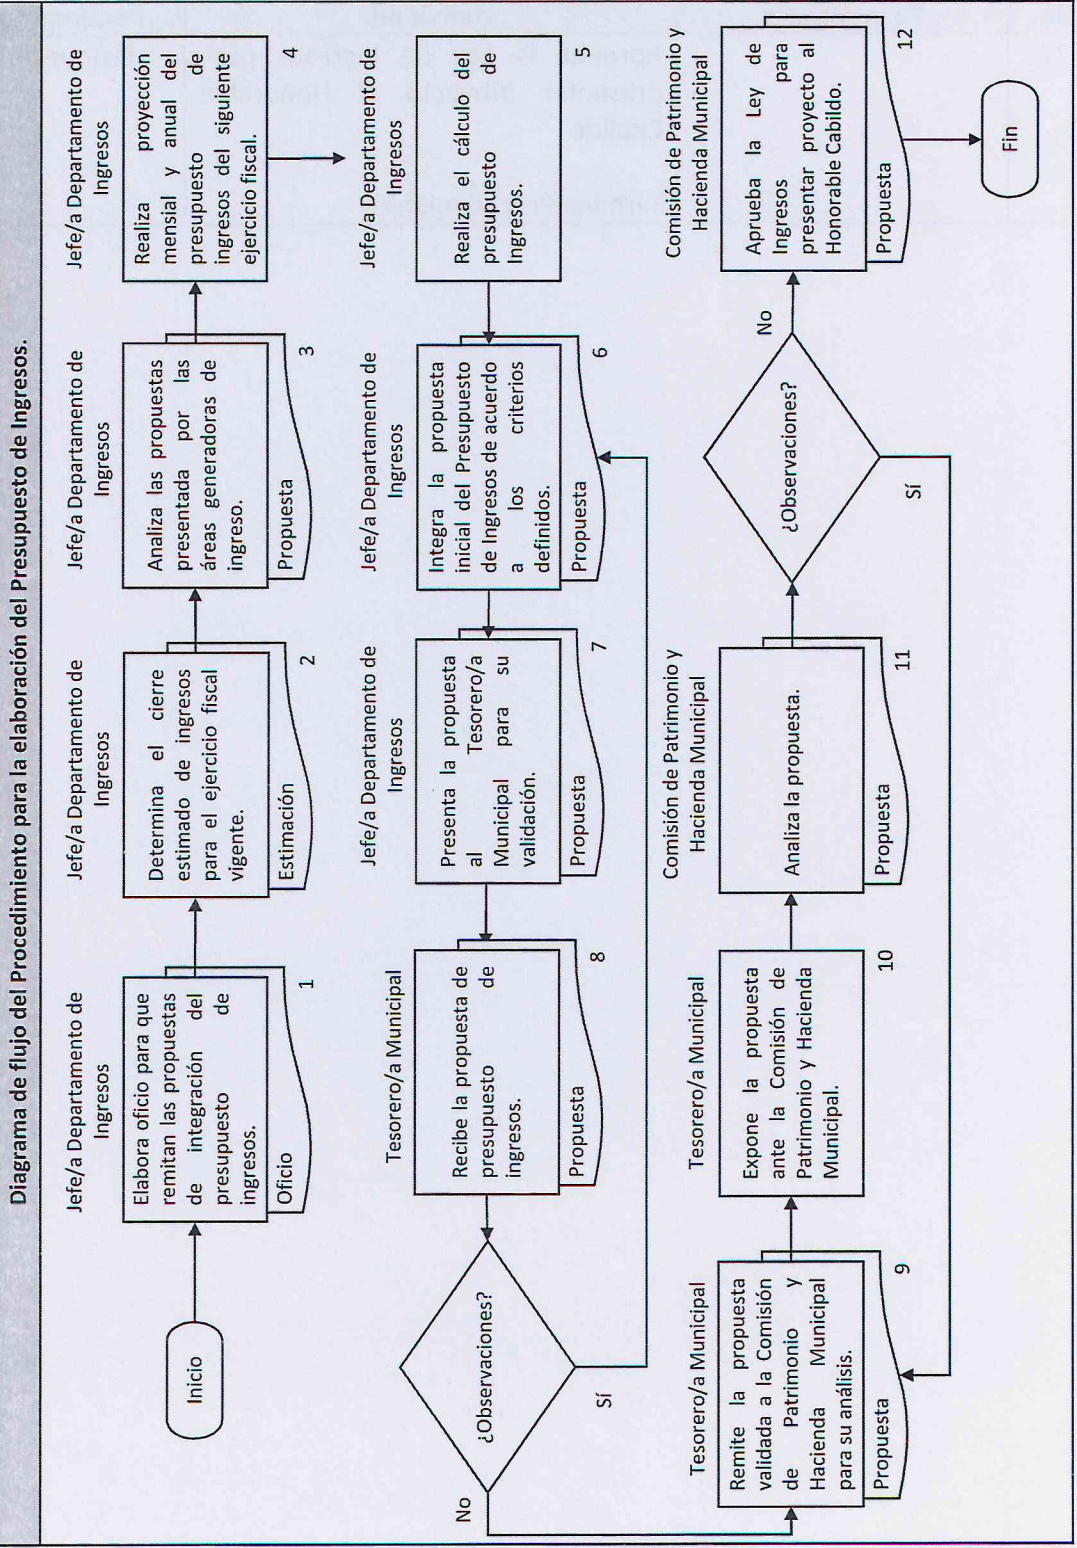 Diagrama de flujo del Procedimiento para la elaboración del Presupuesto de Ingresos.
Inicio
Jefe/a Departamento de
Ingresos
Elabora oficio para que
remitan las propuestas
de integración del
presupuesto de
ingresos.
Oficio
1
Jefe/a Departamento de
Ingresos
Determina el cierre
estimado de ingresos
para el ejercicio fiscal
vigente.
Estimación
2
Jefe/a Departamento de
Ingresos
Analiza las propuestas
presentada por las
áreas generadoras de
ingreso.
Propuesta
3
Jefe/a Departamento de
Ingresos
Realiza proyección
mensual y anual del
presupuesto de
ingresos del siguiente
ejercicio fiscal.
4
Jefe/a Departamento de
Ingresos
Realiza el cálculo del
presupuesto de
Ingresos.
5
Jefe/a Departamento de
Ingresos
Integra la propuesta
inicial del Presupuesto
de Ingresos de acuerdo
a los criterios
definidos.
Propuesta
6
Jefe/a Departamento de
Ingresos
Presenta la propuesta
al Tesorero/a
Municipal para su
validación.
Propuesta
7
Tesorero/a Municipal
Recibe la propuesta de
presupuesto de
ingresos.
Propuesta
8
¿Observaciones?
Sí
No
Tesorero/a Municipal
Remite la propuesta
validada a la Comisión
de Patrimonio y
Hacienda Municipal
para su análisis.
Propuesta
9
Tesorero/a Municipal
Expone la propuesta
ante la Comisión de
Patrimonio y Hacienda
Municipal.
10
Comisión de Patrimonio y
Hacienda Municipal
Analiza la propuesta.
Propuesta
11
¿Observaciones?
Sí
No
Comisión de Patrimonio y
Hacienda Municipal
Aprueba la Ley de
Ingresos para
presentar proyecto al
Honorable Cabildo.
Propuesta
12
Fin